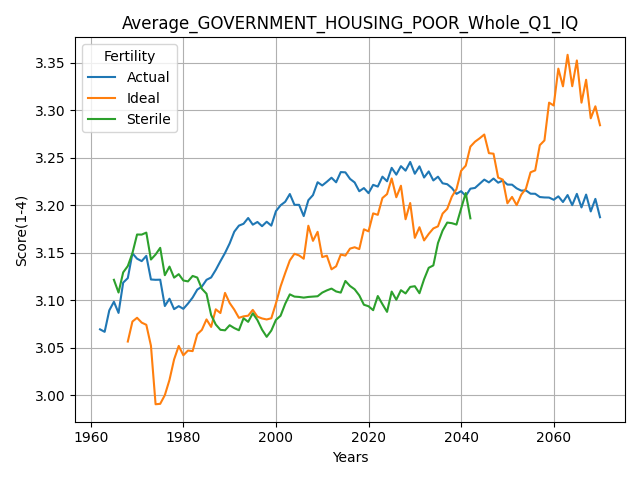 Average_GOVERNMENT_HOUSING_POOR_Whole_Q1_IQ
Fertility
Actual
Ideal
Sterile
3.35
3.30
3.25
3.20
3.15
3.10
3.05
3.00
Score(1-4)
1960
1980
2000
2020
2040
2060
Years